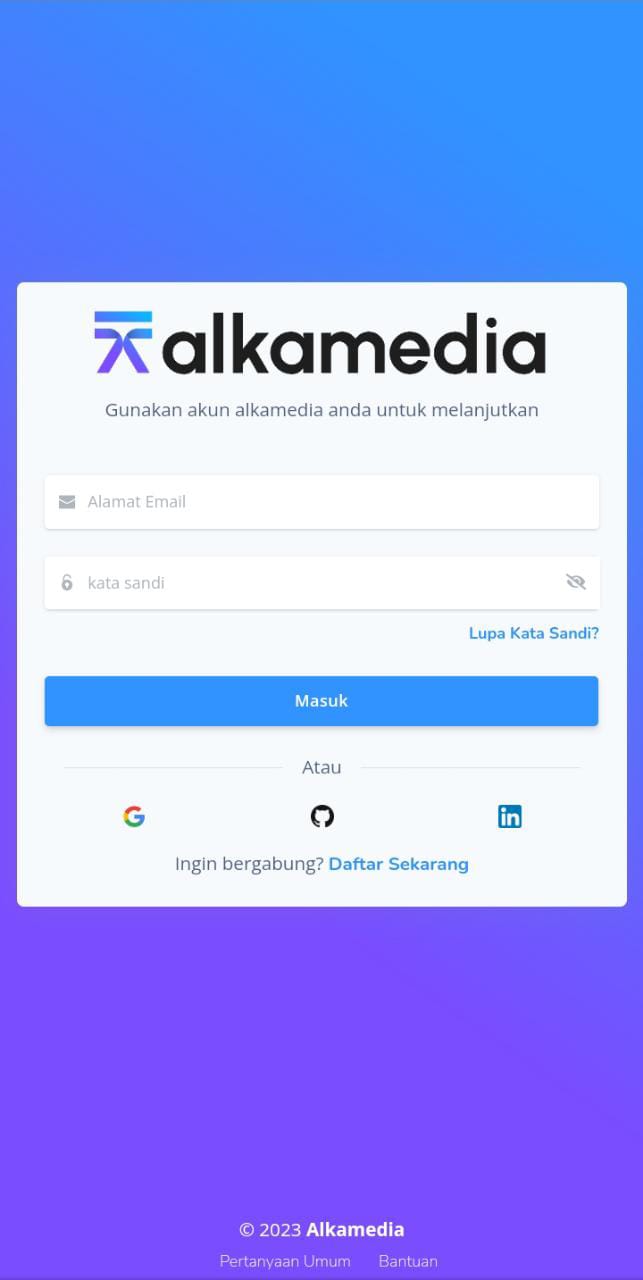 alkamedia
Gunakan akun alkamedia anda untuk melanjutkan
Alamat Email
kata sandi
Lupa Kata Sandi?
Masuk
Atau
Ingin bergabung? Daftar Sekarang
© 2023 Alkamedia
Pertanyaan Umum Bantuan